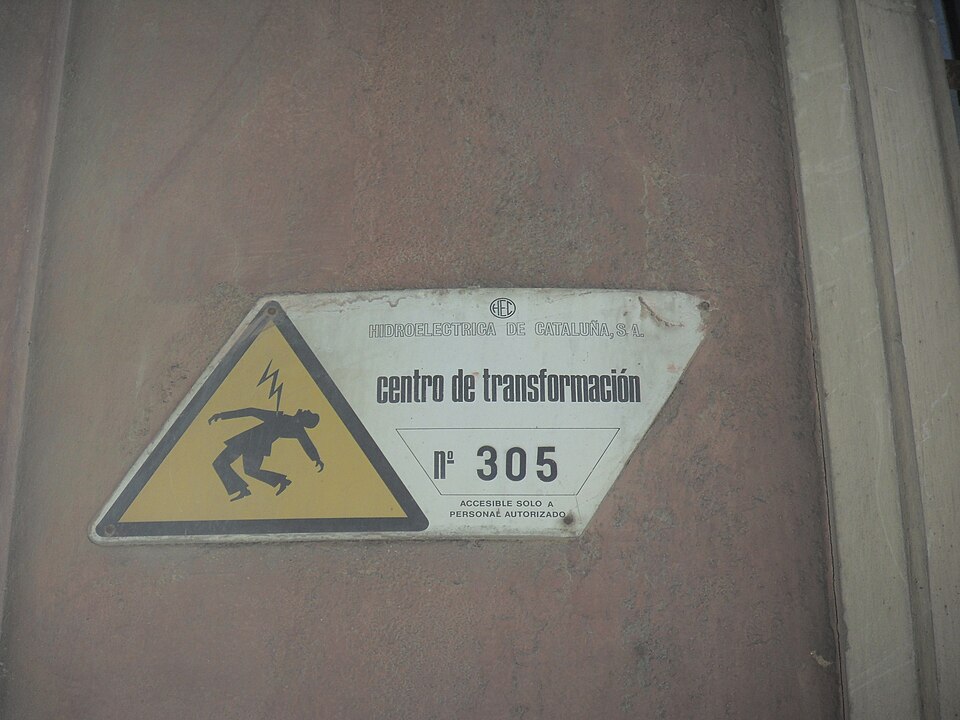 HEC
HIDROELECTRICA DE CATALUÑA, S. A.
centro de transformación
nº 305
ACCESIBLE SOLO A
PERSONAL AUTORIZADO